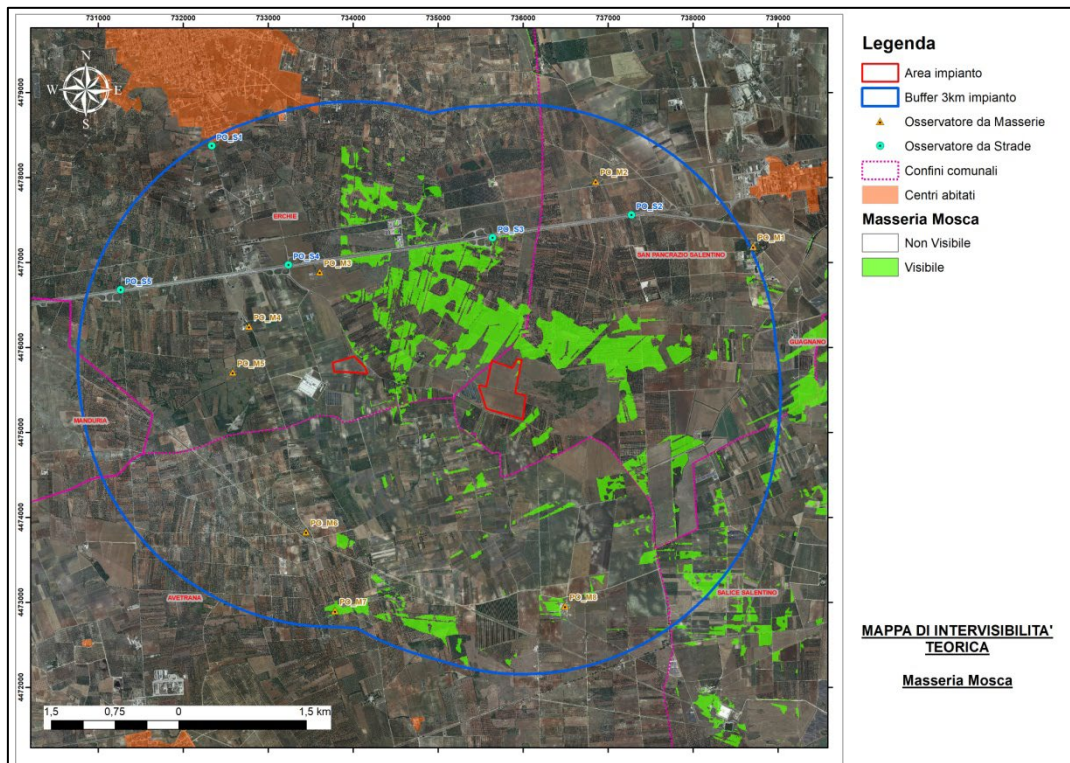 731000 732000 733000 734000 735000 736000 737000 738000 739000
4479000
4478000
4477000
4476000
4475000
4474000
4473000
4472000
N
W E
S
PO_S1
PO_M2
ERCHIE
PO_S2
PO_S3
PO_M1
SAN PANCRAZIO SALENTINO
PO_S4
PO_M3
PO_S5
PO_M4
GUAGNANO
PO_M5
MANDURIA
PO_M6
AVETRANA
PO_M7
PO_M8
SALICE SALENTINO
1,5 0,75 0 1,5 km
Legenda
Area impianto
Buffer 3km impianto
Osservatore da Masserie
Osservatore da Strade
Confini comunali
Centri abitati
Masseria Mosca
Non Visibile
Visibile
MAPPA DI INTERVISIBILITA'
TEORICA
Masseria Mosca